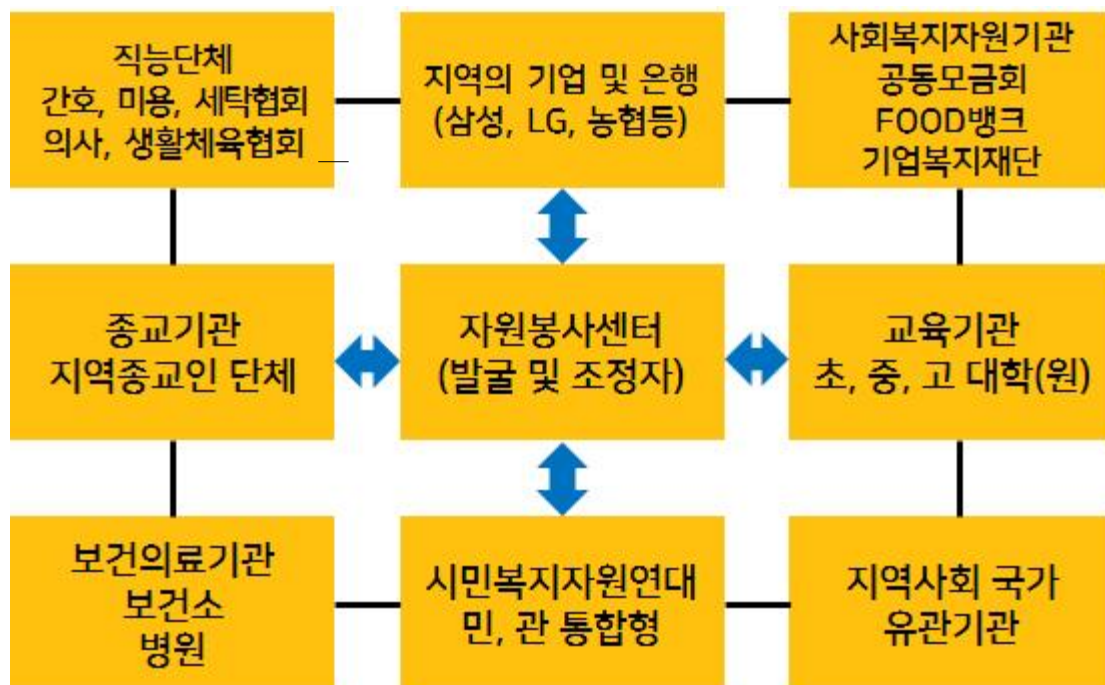 직능단체
간호, 미용, 세탁협회
의사, 생활체육협회
지역의 기업 및 은행
(삼성, LG, 농협등)
사회복지자원기관
공동모금회
FOOD뱅크
기업복지재단
종교기관
지역종교인 단체
자원봉사센터
(발굴 및 조정자)
교육기관
초, 중, 고 대학(원)
보건의료기관
보건소
병원
시민복지자원연대
민, 관 통합형
지역사회 국가
유관기관